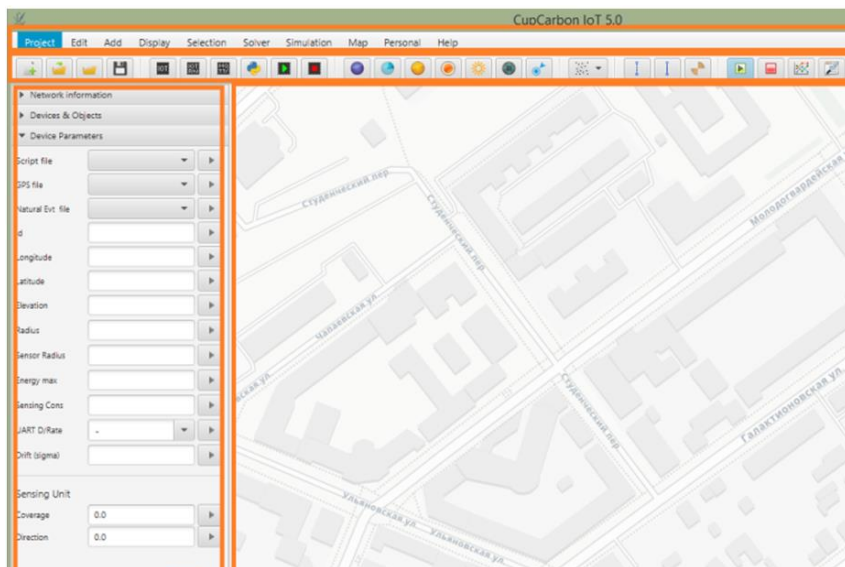 CupCarbon IoT 5.0
Project Edit Add Display Selection Solver Simulation Map Personal Help
IOT
Network information
Devices & Objects
Device Parameters
Script file
GPS file
Natural Evt file
Id
Longitude
Latitude
Elevation
Radius
Sensor Radius
Energy max
Sensing Cons
UART D/Rate -
Drift (sigma)
Sensing Unit
Coverage 0.0
Direction 0.0
Студенческий пер
Студенческий пер
Молодогвардейская
Чапаевская ул
вская ул.
Студенческий пер
Галактионовская ул.
Ульяновская ул.
Ульяновская ул.